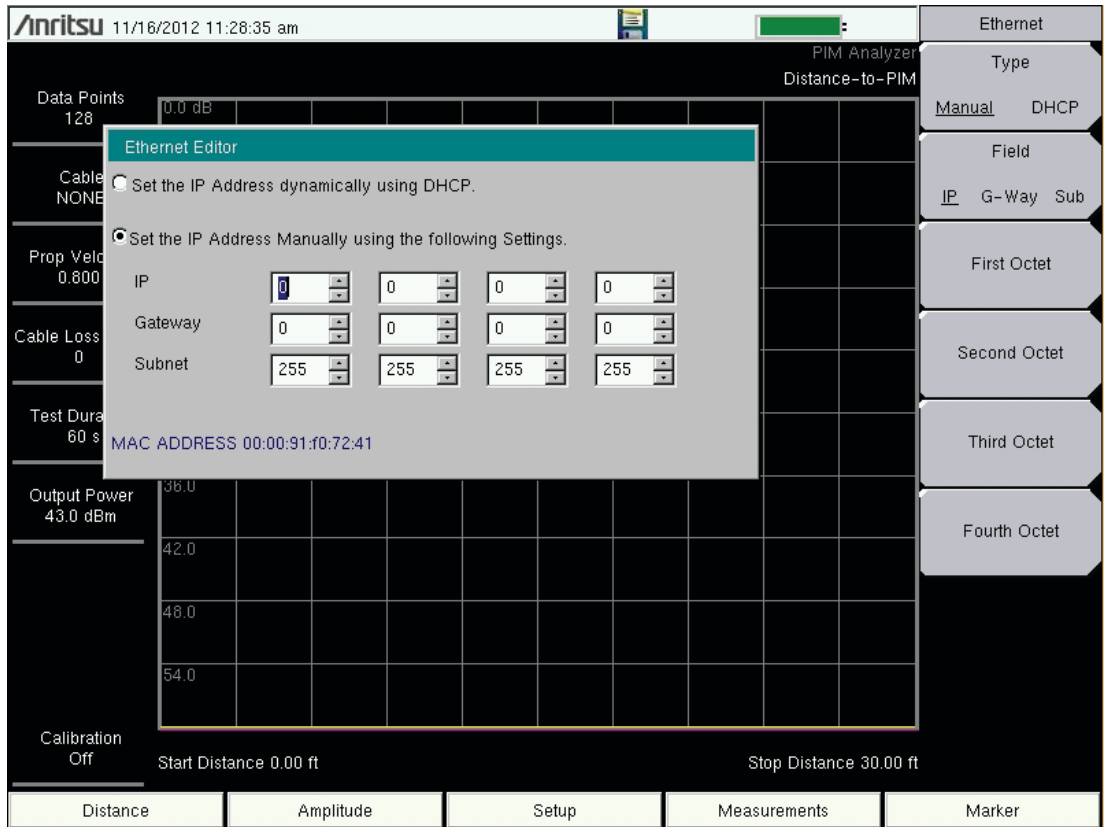 Anritsu 11/16/2012 11:28:35 am
Ethernet
PIM Analyzer
Distance-to-PIM
Data Points
128
Cable
NONE
Prop Velo
0.800
Cable Loss
0
Test Dura
60 s
Output Power
43.0 dBm
Calibration
Off
0.0 dB
Ethernet Editor
Set the IP Address dynamically using DHCP.
Set the IP Address Manually using the following Settings.
IP 0 0 0 0
Gateway 0 0 0 0
Subnet 255 255 255 255
MAC ADDRESS 00:00:91:f0:72:41
36.0
42.0
48.0
54.0
Start Distance 0.00 ft Stop Distance 30.00 ft
Type
Manual DHCP
Field
IP G-Way Sub
First Octet
Second Octet
Third Octet
Fourth Octet
Distance Amplitude Setup Measurements Marker